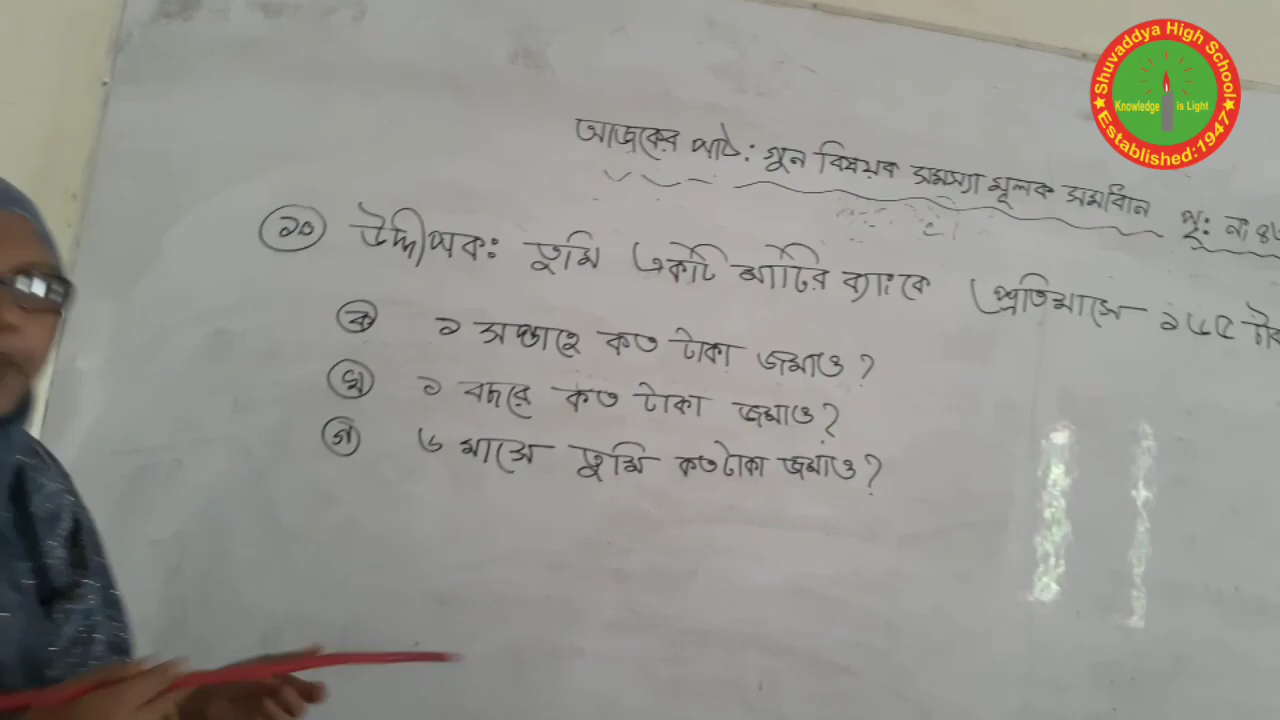 Shuvaddya High School
Knowledge is Light
Established:1947
আজকের পাঠ: গুন বিষয়ক সমস্যা মূলক সমাধান পৃ: নং
১০ উদ্দীপক: তুমি একটি মাটির ব্যাংকে প্রতিমাসে ১৬৫
ক ১ সপ্তাহে কত টাকা জমাও?
খ ১ বছরে কত টাকা জমাও?
গ ৬ মাসে তুমি কত টাকা জমাও?